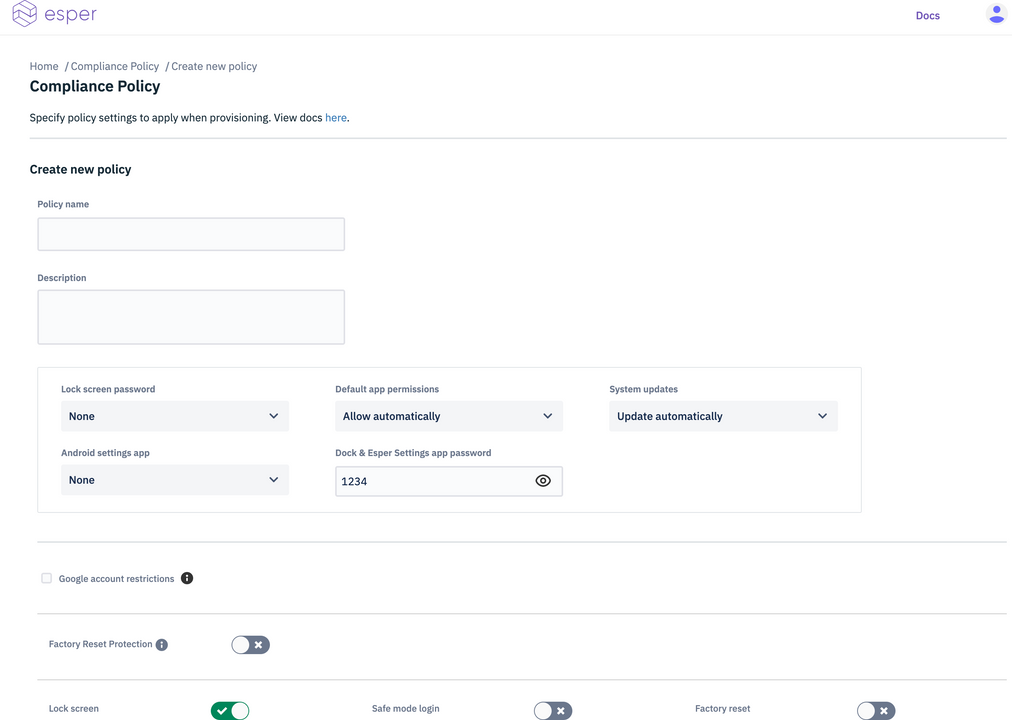 esper
Docs
Home / Compliance Policy / Create new policy
Compliance Policy
Specify policy settings to apply when provisioning. View docs here.
Create new policy
Policy name
Description
Lock screen password
Default app permissions
System updates
None
Allow automatically
Update automatically
Android settings app
Dock & Esper Settings app password
None
1234
Google account restrictions
Factory Reset Protection
Lock screen
Safe mode login
Factory reset